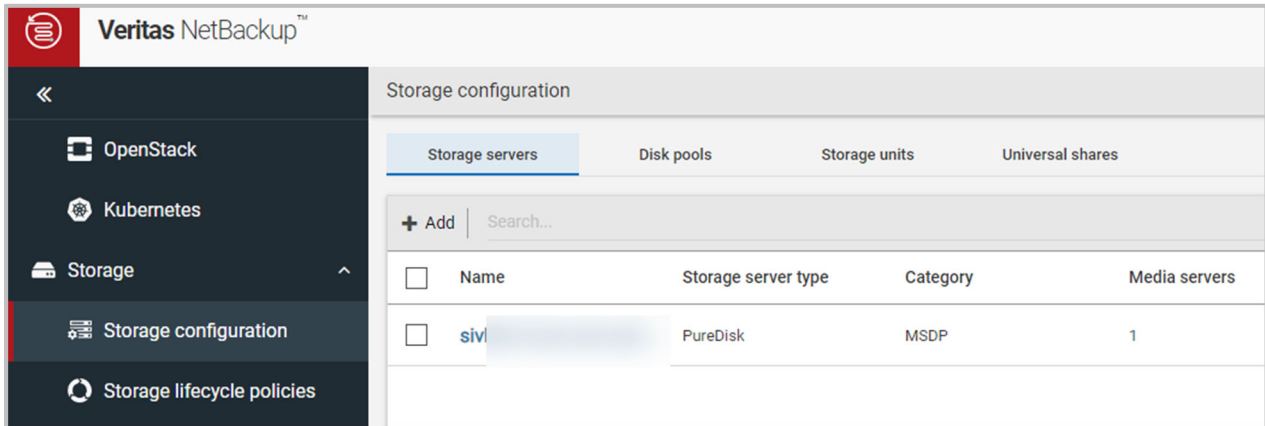 Veritas NetBackup™
Storage configuration
OpenStack
Kubernetes
Storage
Storage configuration
Storage lifecycle policies
Storage servers Disk pools Storage units Universal shares
Add Search...
Name Storage server type Category Media servers
PureDisk MSDP 1